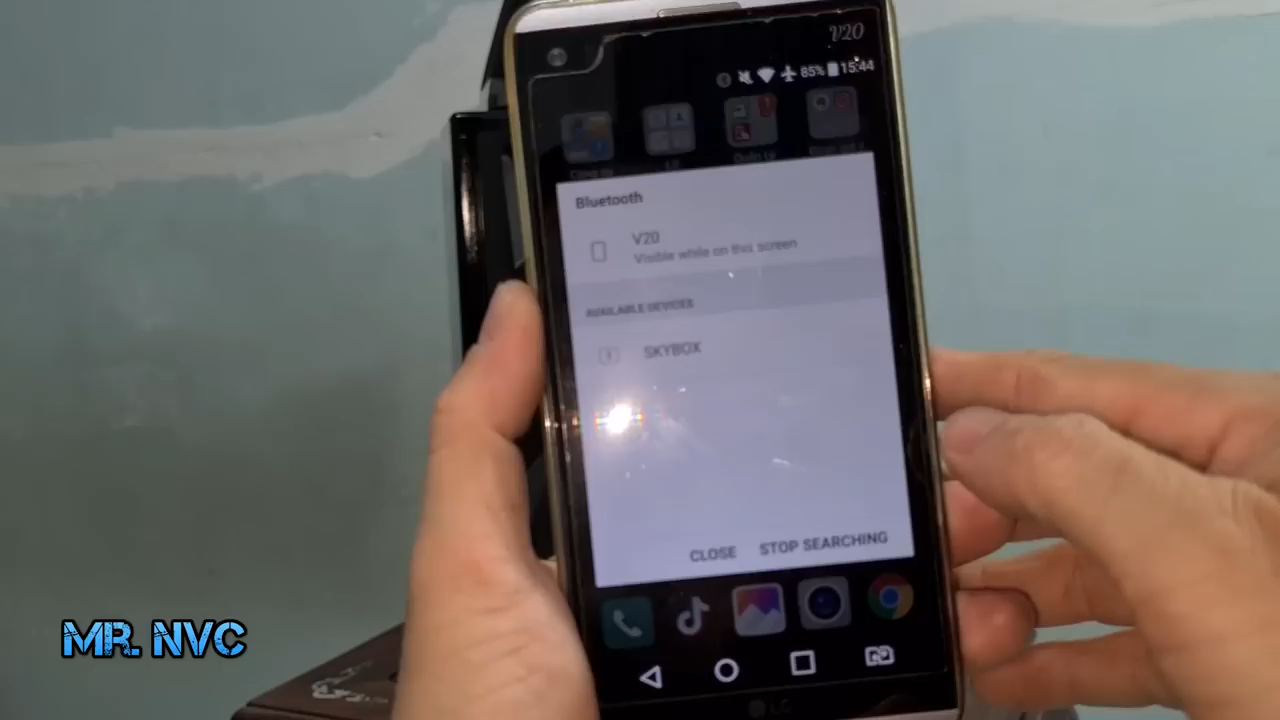 V20
85% 15:44
Bluetooth
V20
Visible while on this screen
AVAILABLE DEVICES
SKYBOX
CLOSE STOP SEARCHING
LG
MR. NVC